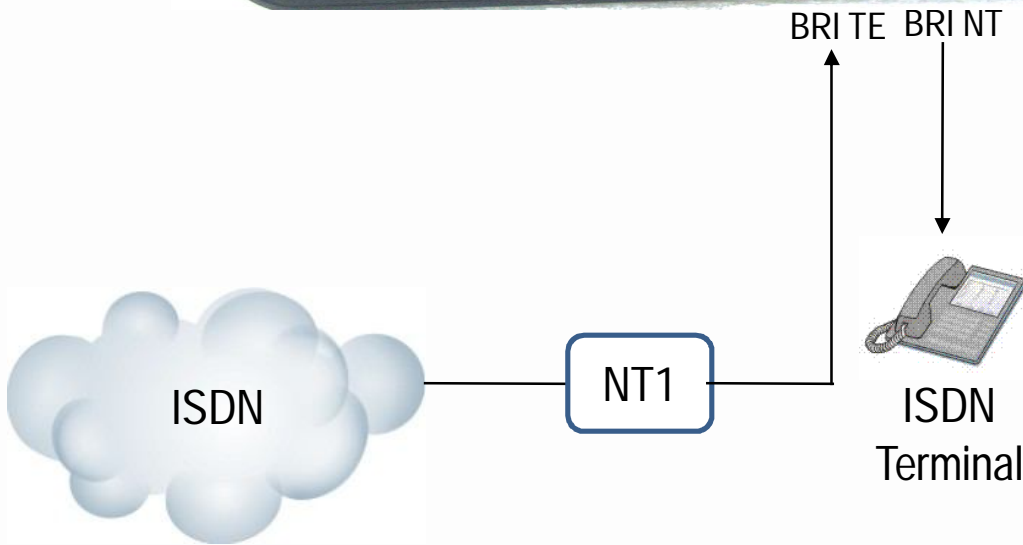 BRI TE BRI NT
NT1
ISDN
ISDN
Terminal